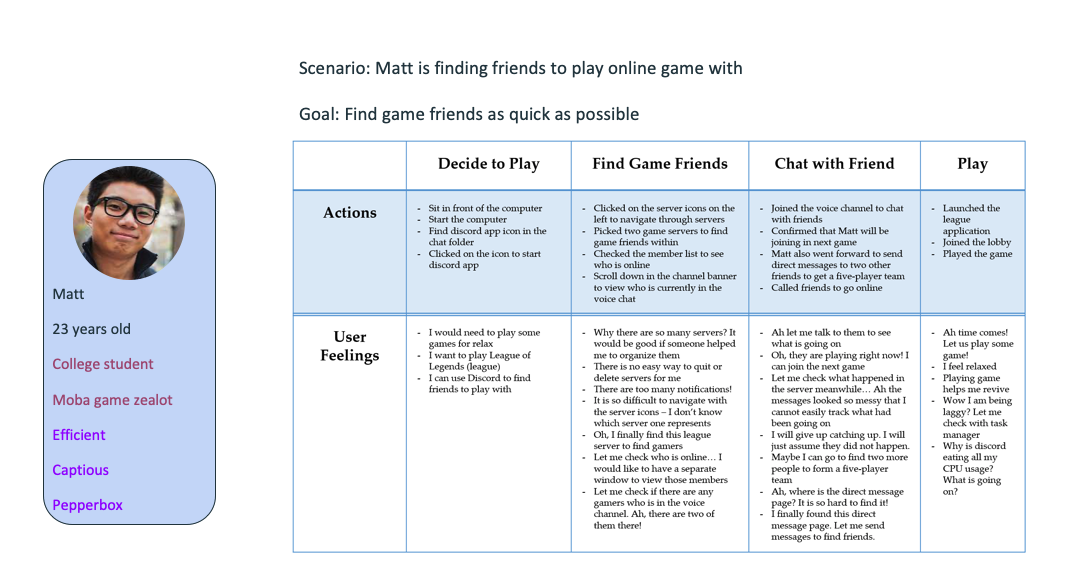 Scenario: Matt is finding friends to play online game with
Goal: Find game friends as quick as possible
Matt
23 years old
College student
Moba game zealot
Efficient
Captious
Pepperbox
Decide to Play
Find Game Friends
Chat with Friend
Play
Actions
- Sit in front of the computer
- Start the computer
- Find discord app icon in the
chat folder
- Clicked on the icon to start
discord app
- Clicked on the server icons on the
left to navigate through servers
- Picked two game servers to find
game friends within
- Checked the member list to see
who is online
- Scroll down in the channel banner
to view who is currently in the
voice chat
- Joined the voice channel to chat
with friends
- Confirmed that Matt will be
joining in next game
- Matt also went forward to send
direct messages to two other
friends to get a five-player team
- Called friends to go online
- Launched the
league
application
- Joined the lobby
- Played the game
User
Feelings
- I would need to play some
games for relax
- I want to play League of
Legends (league)
- I can use Discord to find
friends to play with
- Why there are so many servers? It
would be good if someone helped
me to organize them
- There is no easy way to quit or
delete servers for me
- There are too many notifications!
- It is so difficult to navigate with
the server icons – I don't know
which server one represents
- Oh, I finally find this league
server to find gamers
- Let me check who is online… I
would like to have a separate
window to view those members
- Let me check if there are any
gamers who is in the voice
channel. Ah, there are two of
them there!
- Ah let me talk to them to see
what is going on
- Oh, they are playing right now! I
can join the next game
- Let me check what happened in
the server meanwhile… Ah the
messages looked so messy that I
cannot easily track what had
been going on
- I will give up catching up. I will
just assume they did not happen.
- Maybe I can go to find two more
people to form a five-player
team
- Ah, where is the direct message
page? It is so hard to find it!
- I finally found this direct
message page. Let me send
messages to find friends.
- Ah time comes!
Let us play some
game!
- I feel relaxed
- Playing game
helps me revive
- Wow I am being
laggy? Let me
check with task
manager
- Why is discord
eating all my
CPU usage?
What is going
on?